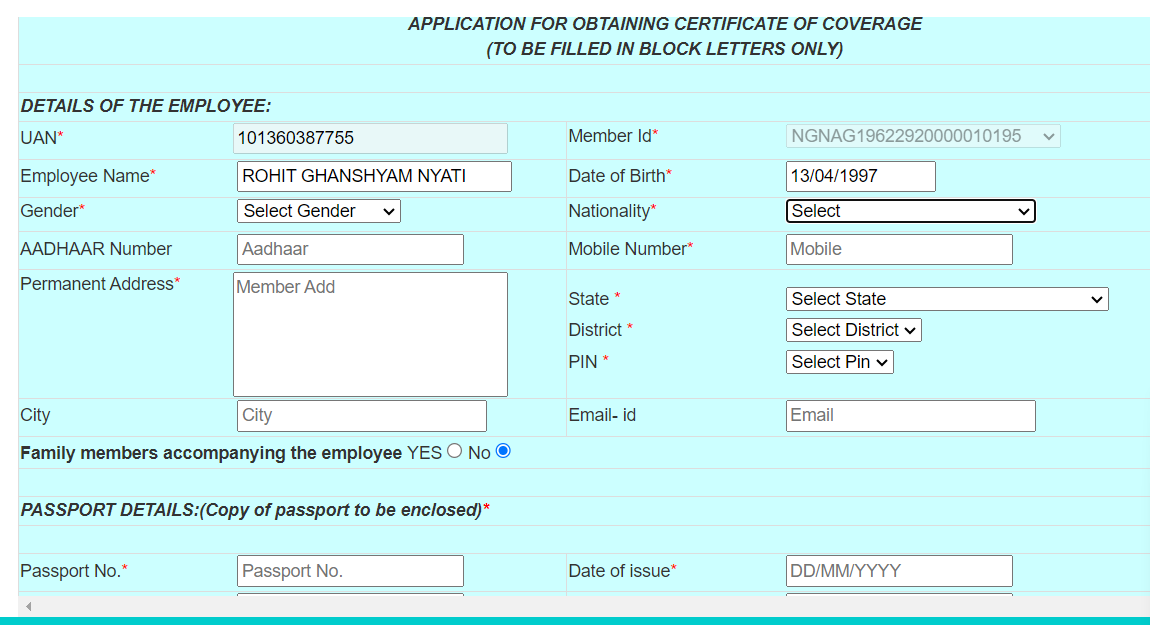 APPLICATION FOR OBTAINING CERTIFICATE OF COVERAGE
(TO BE FILLED IN BLOCK LETTERS ONLY)
DETAILS OF THE EMPLOYEE:
UAN* 101360387755 Member Id* NGNAG19622920000010195
Employee Name* ROHIT GHANSHYAM NYATI Date of Birth* 13/04/1997
Gender* Select Gender Nationality* Select
AADHAAR Number Aadhaar Mobile Number* Mobile
Permanent Address* Member Add
State * Select State
District * Select District
PIN * Select Pin
City City Email- id Email
Family members accompanying the employee YES No
PASSPORT DETAILS:(Copy of passport to be enclosed)*
Passport No.* Passport No. Date of issue* DD/MM/YYYY